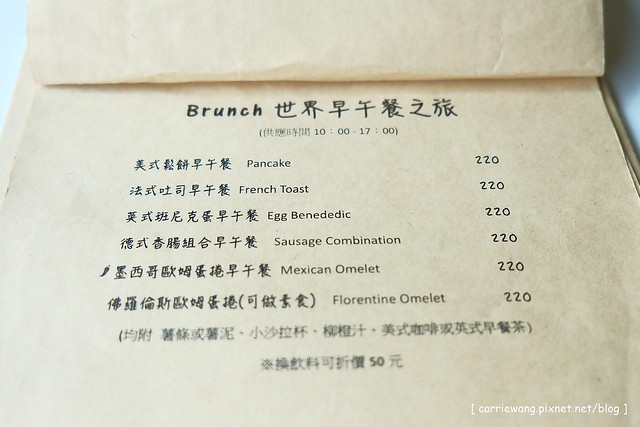 Brunch 世界早午餐之旅
(供應時間 10：00 - 17：00)
美式鬆餅早午餐 Pancake 220
法式吐司早午餐 French Toast 220
英式班尼克蛋早午餐 Egg Benededic 220
德式香腸組合早午餐 Sausage Combination 220
墨西哥歐姆蛋捲早午餐 Mexican Omelet 220
佛羅倫斯歐姆蛋捲(可做素食) Florentine Omelet 220
(均附 薯條或薯泥、小沙拉杯、柳橙汁、美式咖啡或英式早餐茶)
※換飲料可折價 50 元
[ carriewang.pixnet.net/blog ]